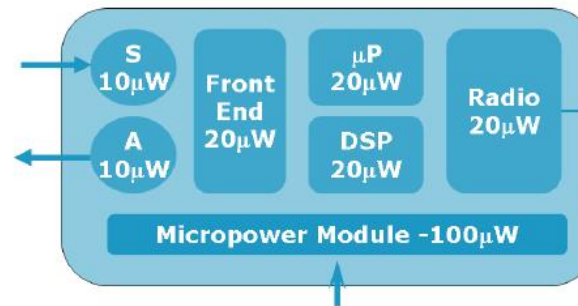 S
10μW
A
10μW
Front
End
20μW
μP
20μW
DSP
20μW
Radio
20μW
Micropower Module -100μW